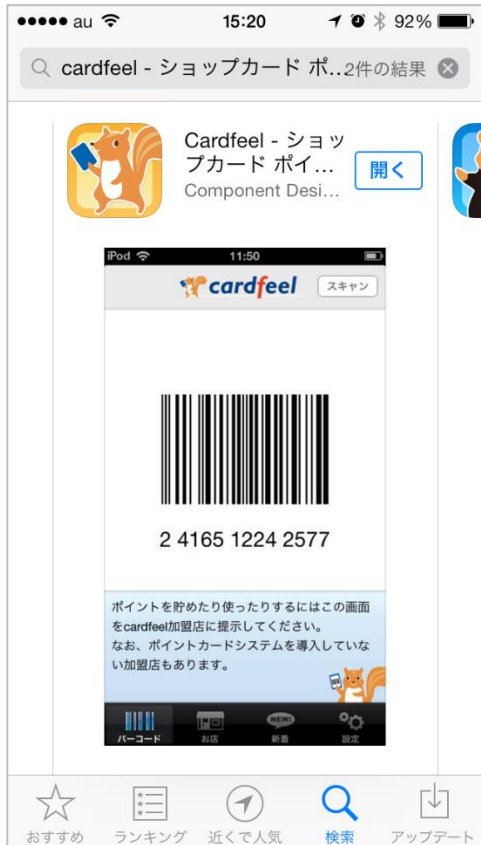 au 15:20 92%
cardfeel - ショップカード ポ...2件の結果
Cardfeel - ショッ
プカード ポイ...
Component Desi...
開く
iPod 11:50
cardfeel スキャン
2 4165 1224 2577
ポイントを貯めたり使ったりするにはこの画面
をcardfeel加盟店に提示してください。
なお、ポイントカードシステムを導入していな
い加盟店もあります。
バーコード お店 NEW! 新着 設定
おすすめ ランキング 近くで人気 検索 アップデート